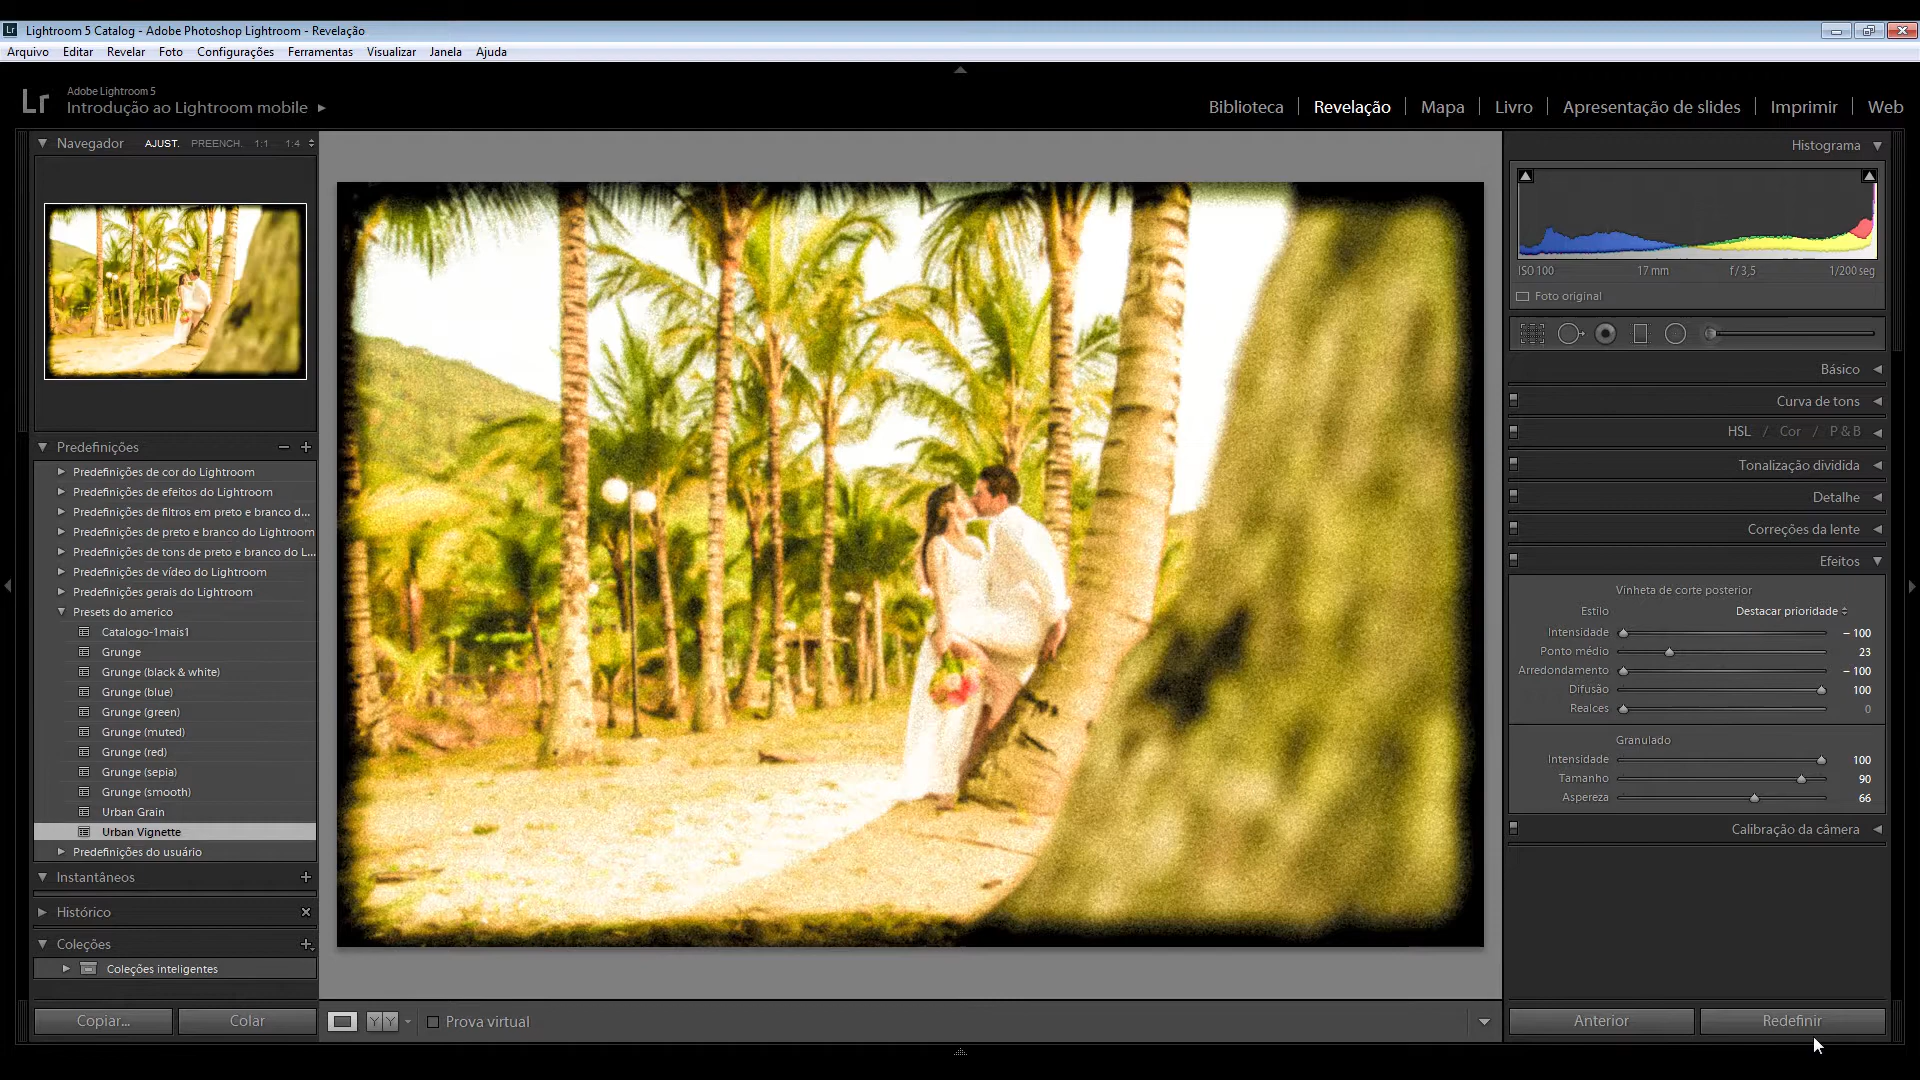 Lightroom 5 Catalog - Adobe Photoshop Lightroom - Revelação
Arquivo Editar Revelar Foto Configurações Ferramentas Visualizar Janela Ajuda
Lr
Adobe Lightroom 5
Introdução ao Lightroom mobile
Biblioteca | Revelação | Mapa | Livro | Apresentação de slides | Imprimir | Web
Navegador AJUST. PREENCH. 1:1 1:4
Predefinições
Predefinições de cor do Lightroom
Predefinições de efeitos do Lightroom
Predefinições de filtros em preto e branco d...
Predefinições de preto e branco do Lightroom
Predefinições de tons de preto e branco do L...
Predefinições de vídeo do Lightroom
Predefinições gerais do Lightroom
Presets do americo
Catalogo-1mais1
Grunge
Grunge (black & white)
Grunge (blue)
Grunge (green)
Grunge (muted)
Grunge (red)
Grunge (sepia)
Grunge (smooth)
Urban Grain
Urban Vignette
Predefinições do usuário
Instantâneos
Histórico
Coleções
Coleções inteligentes
Copiar... Colar
YY Prova virtual
Histograma
ISO 100 17 mm f / 3,5 1/200 seg
Foto original
Básico
Curva de tons
HSL / Cor / P & B
Tonalização dividida
Detalhe
Correções da lente
Efeitos
Vinheta de corte posterior
Estilo Destacar prioridade
Intensidade – 100
Ponto médio 23
Arredondamento – 100
Difusão 100
Realces 0
Granulado
Intensidade 100
Tamanho 90
Aspereza 66
Calibração da câmera
Anterior Redefinir